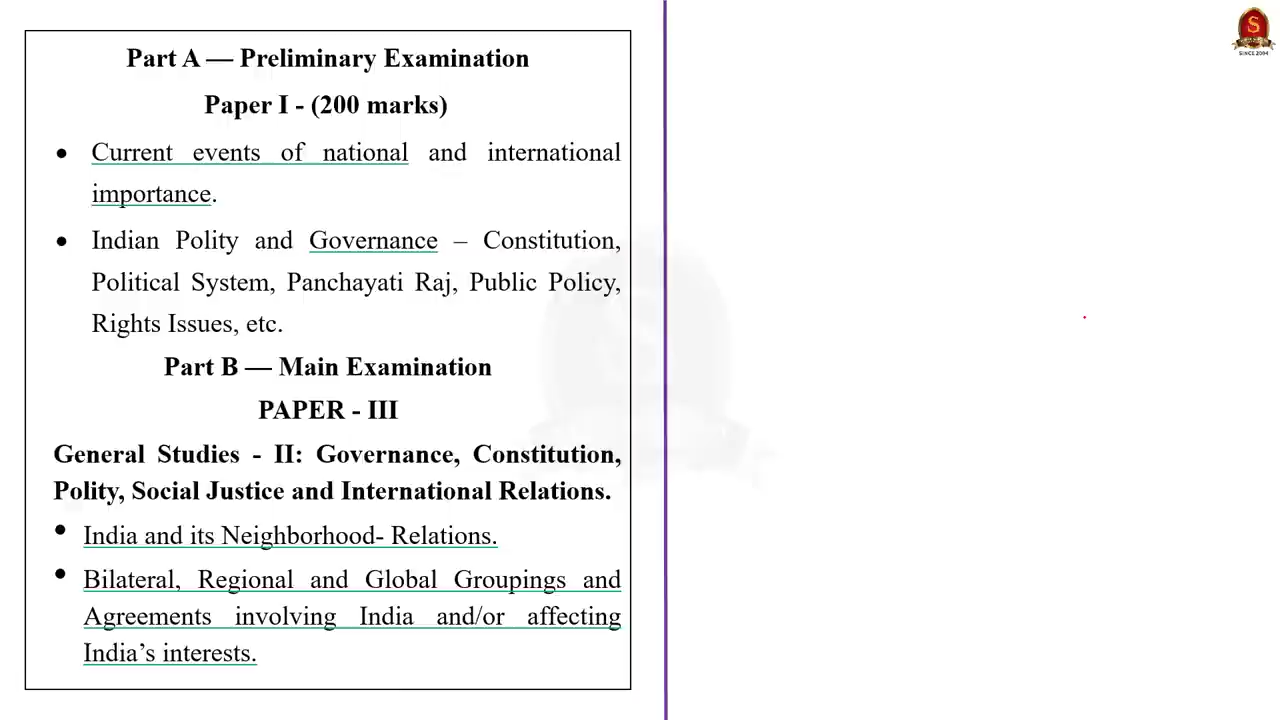 Part A — Preliminary Examination
Paper I - (200 marks)
• Current events of national and international
importance.
• Indian Polity and Governance – Constitution,
Political System, Panchayati Raj, Public Policy,
Rights Issues, etc.
Part B — Main Examination
PAPER - III
General Studies - II: Governance, Constitution,
Polity, Social Justice and International Relations.
• India and its Neighborhood- Relations.
• Bilateral, Regional and Global Groupings and
Agreements involving India and/or affecting
India’s interests.
S
SINCE 2004